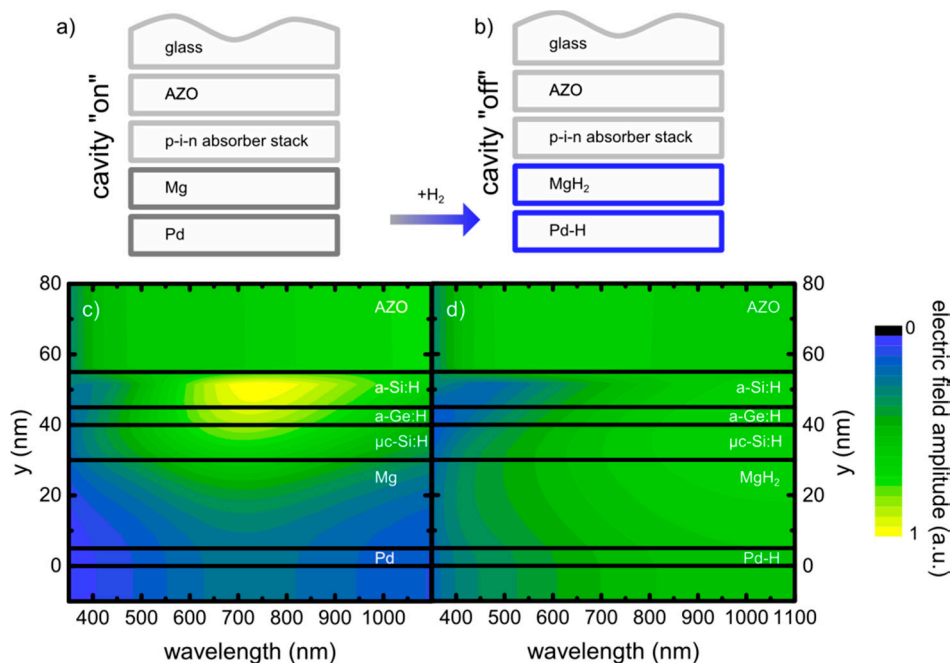 a)
cavity "on"
glass
AZO
p-i-n absorber stack
Mg
Pd
+H₂
b)
cavity "off"
glass
AZO
p-i-n absorber stack
MgH₂
Pd-H
c)
AZO
a-Si:H
a-Ge:H
µc-Si:H
Mg
Pd
y (nm)
80
60
40
20
0
400 500 600 700 800 900 1000
wavelength (nm)
d)
AZO
a-Si:H
a-Ge:H
µc-Si:H
MgH₂
Pd-H
80
60
40
20
0
y (nm)
400 500 600 700 800 900 1000 1100
wavelength (nm)
0
1
electric field amplitude (a.u.)